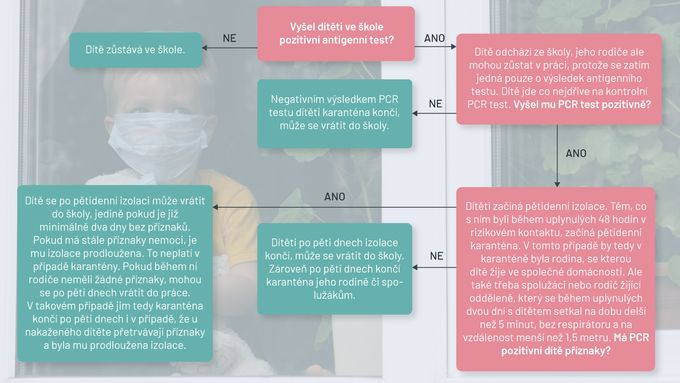 Vyšel dítěti ve škole
pozitivní antigenní test?
NE
ANO
Dítě zůstává ve škole.
Dítě odchází ze školy, jeho rodiče ale
mohou zůstat v práci, protože se zatím
jedná pouze o výsledek antigenního
testu. Dítě jde co nejdříve na kontrolní
PCR test. Vyšel mu PCR test pozitivně?
NE
Negativním výsledkem PCR
testu dítěti karanténa končí,
může se vrátit do školy.
ANO
Dítěti začíná pětidenní izolace. Těm, co
s ním byli během uplynulých 48 hodin v
rizikovém kontaktu, začíná pětidenní
karanténa. V tomto případě by tedy v
karanténě byla rodina, se kterou
dítě žije ve společné domácnosti. Ale
také třeba spolužáci nebo rodič žijící
odděleně, který se během uplynulých
dvou dní s dítětem setkal na dobu delší
než 5 minut, bez respirátoru a na
vzdálenost menší než 1,5 metru. Má PCR
pozitivní dítě příznaky?
ANO
Dítě se po pětidenní izolaci může vrátit
do školy, jedině pokud je již
minimálně dva dny bez příznaků.
Pokud má stále příznaky nemoci, je
mu izolace prodloužena. To neplatí v
případě karantény. Pokud během ní
rodiče neměli žádné příznaky, mohou
se po pěti dnech vrátit do práce.
V takovém případě jim tedy karanténa
končí po pěti dnech i v případě, že u
nakaženého dítěte přetrvávají příznaky
a byla mu prodloužena izolace.
NE
Dítěti po pěti dnech izolace
končí, může se vrátit do školy.
Zároveň po pěti dnech končí
karanténa jeho rodině či spo-
lužákům.